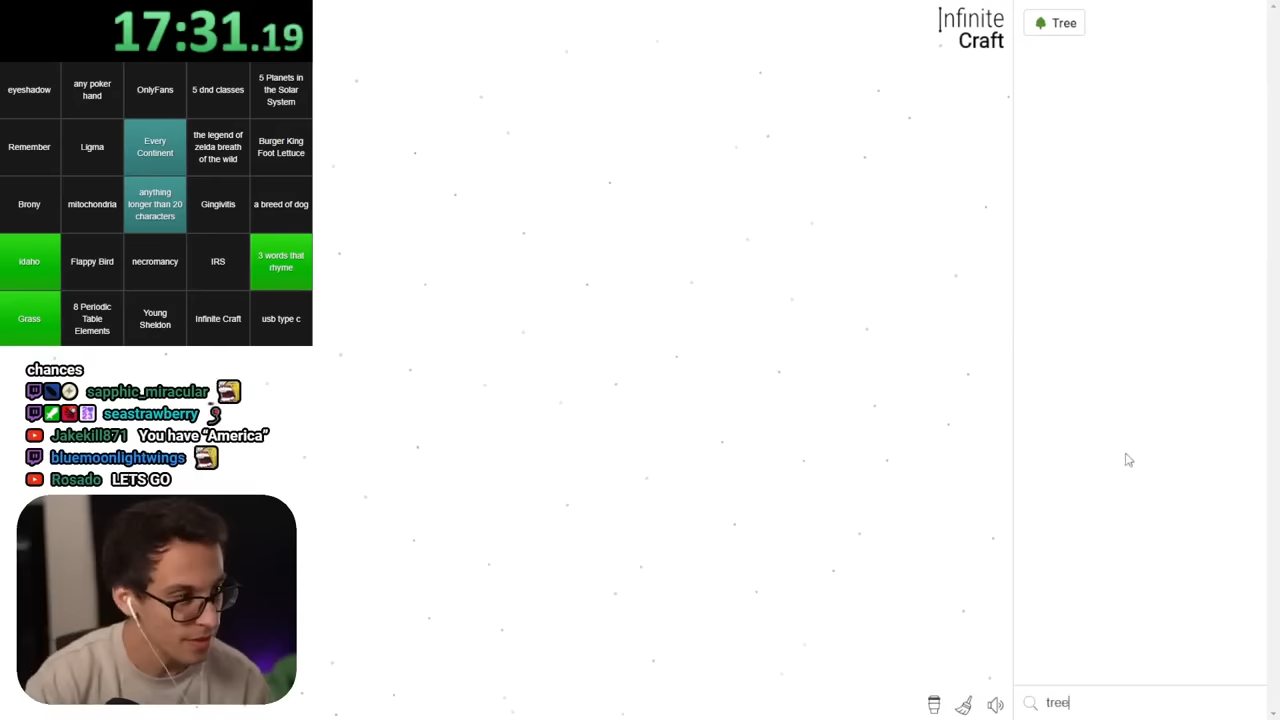 17:31.19
eyeshadow
any poker
hand
OnlyFans
5 dnd classes
5 Planets in
the Solar
System
Remember
Ligma
Every
Continent
the legend of
zelda breath
of the wild
Burger King
Foot Lettuce
Brony
mitochondria
anything
longer than 20
characters
Gingivitis
a breed of dog
Idaho
Flappy Bird
necromancy
IRS
3 words that
rhyme
Grass
8 Periodic
Table
Elements
Young
Sheldon
Infinite Craft
usb type c
chances
sapphic_miracular
seastrawberry
Jakekill871 You have “America”
bluemoonlightwings
Rosado LETS GO
Infinite
Craft
Tree
tree